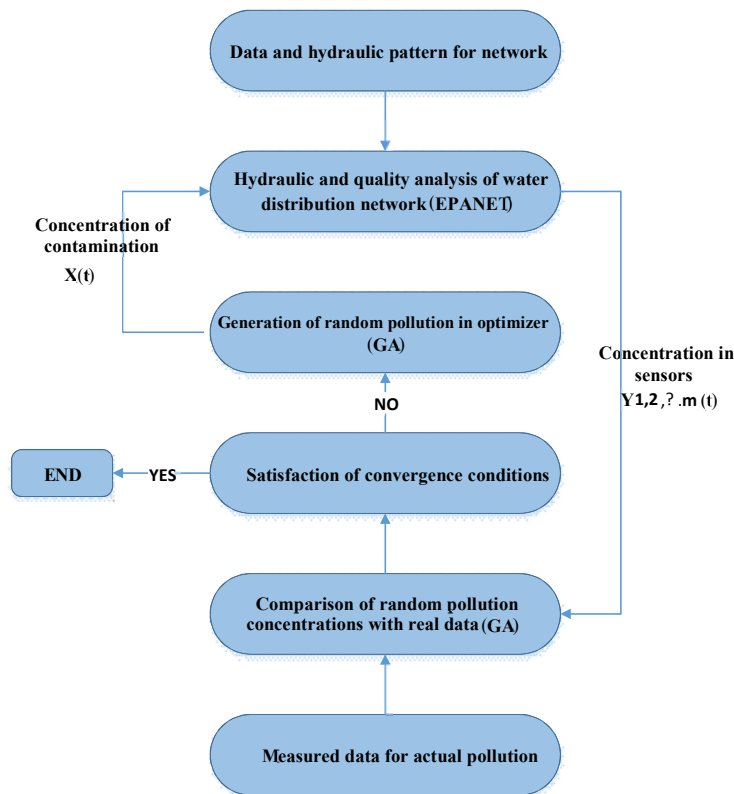 Data and hydraulic pattern for network
Hydraulic and quality analysis of water
distribution network (EPANET)
Concentration of
contamination
X(t)
Generation of random pollution in optimizer
(GA)
Concentration in
sensors
Y1,2 ,? .m (t)
NO
END
YES
Satisfaction of convergence conditions
Comparison of random pollution
concentrations with real data (GA)
Measured data for actual pollution